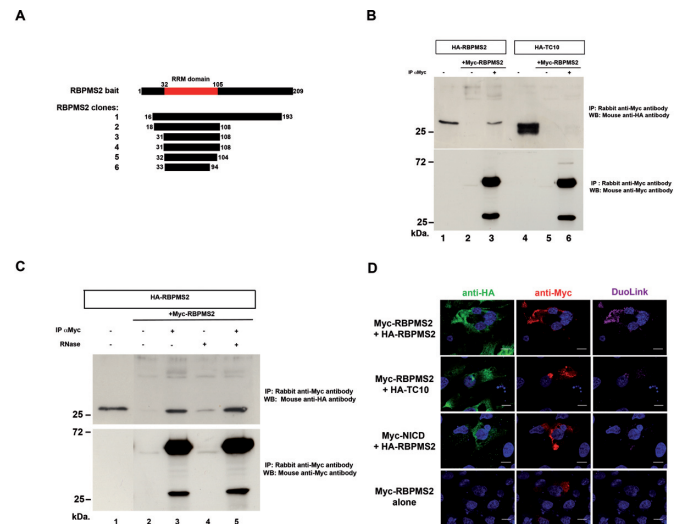 A
RRM domain
32 105
RBPMS2 bait 1 209
RBPMS2 clones:
1 16 193
2 18 108
3 31 108
4 31 108
5 32 104
6 33 94
B
HA-RBPMS2 HA-TC10
+Myc-RBPMS2 +Myc-RBPMS2
IP αMyc - - + - - +
IP: Rabbit anti-Myc antibody
WB: Mouse anti-HA antibody
25
72
IP : Rabbit anti-Myc antibody
WB: Mouse anti-Myc antibody
25
kDa. 1 2 3 4 5 6
C
HA-RBPMS2
+Myc-RBPMS2
IP αMyc - - + - +
RNase - - - + +
IP: Rabbit anti-Myc antibody
WB: Mouse anti-HA antibody
25
72
IP: Rabbit anti-Myc antibody
WB: Mouse anti-Myc antibody
25
kDa. 1 2 3 4 5
D
anti-HA anti-Myc DuoLink
Myc-RBPMS2
+ HA-RBPMS2
Myc-RBPMS2
+ HA-TC10
Myc-NICD
+ HA-RBPMS2
Myc-RBPMS2
alone